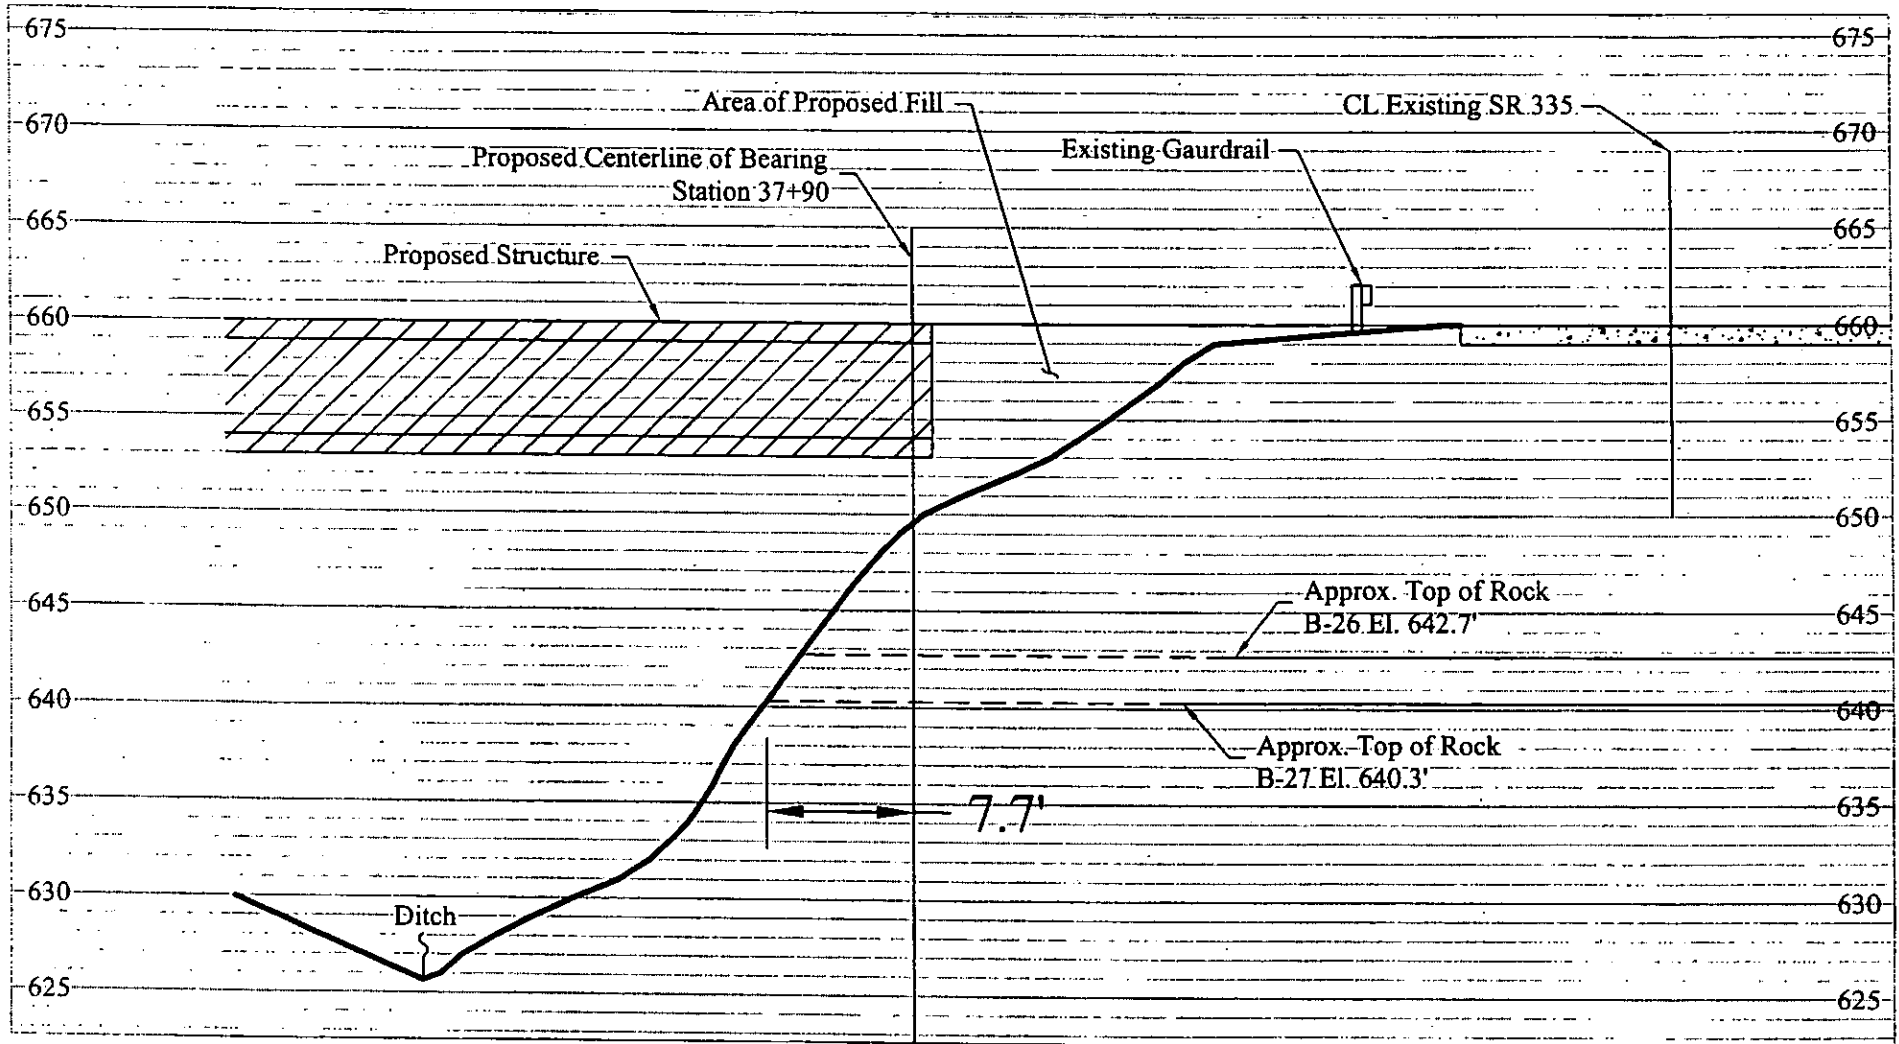 675
675
Area of Proposed Fill
CL Existing SR 335
670
670
Proposed Centerline of Bearing
Station 37+90
Existing Gaurdrail
665
665
Proposed Structure
660
660
655
655
650
650
Approx. Top of Rock
B-26 El. 642.7'
645
645
640
640
Approx. Top of Rock
B-27 El. 640.3'
635
635
7.7'
630
630
Ditch
625
625